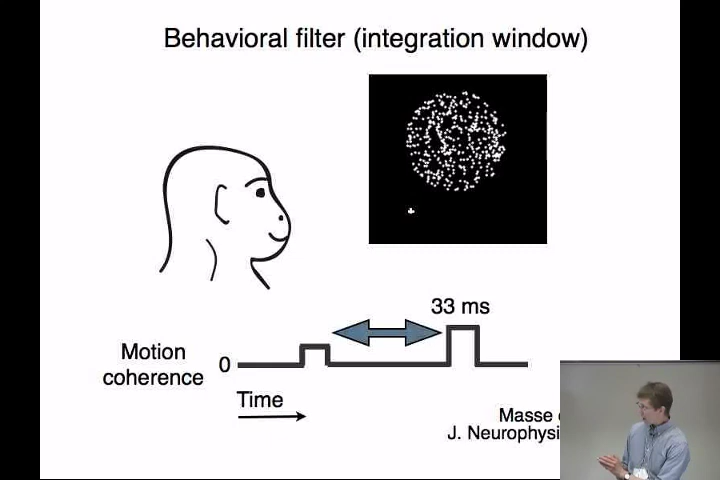 Behavioral filter (integration window)
33 ms
Motion
coherence
0
Time
Masse
J. Neurophysi